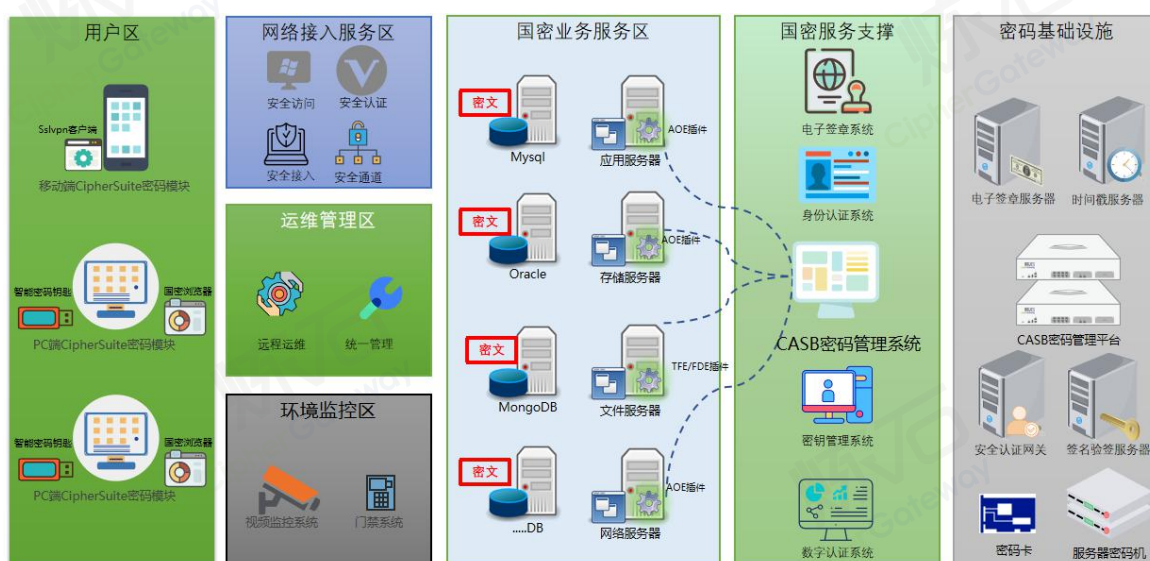 用户区
Sslvpn客户端
移动端CipherSuite密码模块
智能密码钥匙
国密浏览器
PC端CipherSuite密码模块
智能密码钥匙
国密浏览器
PC端CipherSuite密码模块
网络接入服务区
安全访问
安全认证
安全接入
安全通道
运维管理区
远程运维
统一管理
环境监控区
视频监控系统
门禁系统
国密业务服务区
密文
Mysql
应用服务器
AOE插件
密文
Oracle
存储服务器
AOE插件
密文
MongoDB
文件服务器
TFE/FDE插件
密文
.....DB
网络服务器
AOE插件
国密服务支撑
电子签章系统
身份认证系统
CASB密码管理系统
密钥管理系统
数字认证系统
密码基础设施
电子签章服务器
时间戳服务器
CASB密码管理平台
安全认证网关
签名验签服务器
密码卡
服务器密码机
炼石
CipherGateway